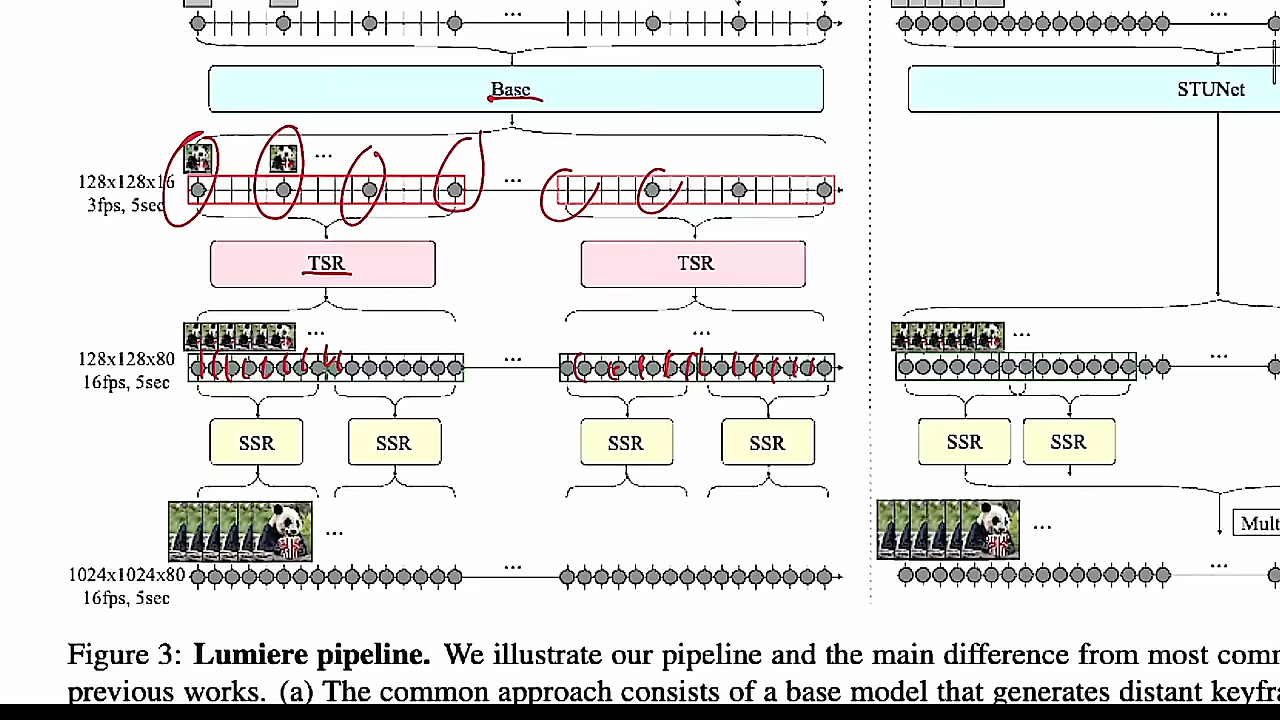 ...
...
Base
STUNet
...
128x128x16
3fps, 5sec
...
TSR
TSR
...
...
...
128x128x80
16fps, 5sec
...
...
SSR
SSR
SSR
SSR
SSR
SSR
...
...
Mult
1024x1024x80
16fps, 5sec
...
...
Figure 3: Lumiere pipeline. We illustrate our pipeline and the main difference from most comm
previous works. (a) The common approach consists of a base model that generates distant keyfra